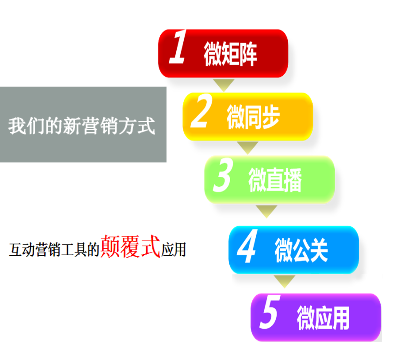 1 微矩阵
2 微同步
我们的新营销方式
3 微直播
4 微公关
互动营销工具的颠覆式应用
5 微应用